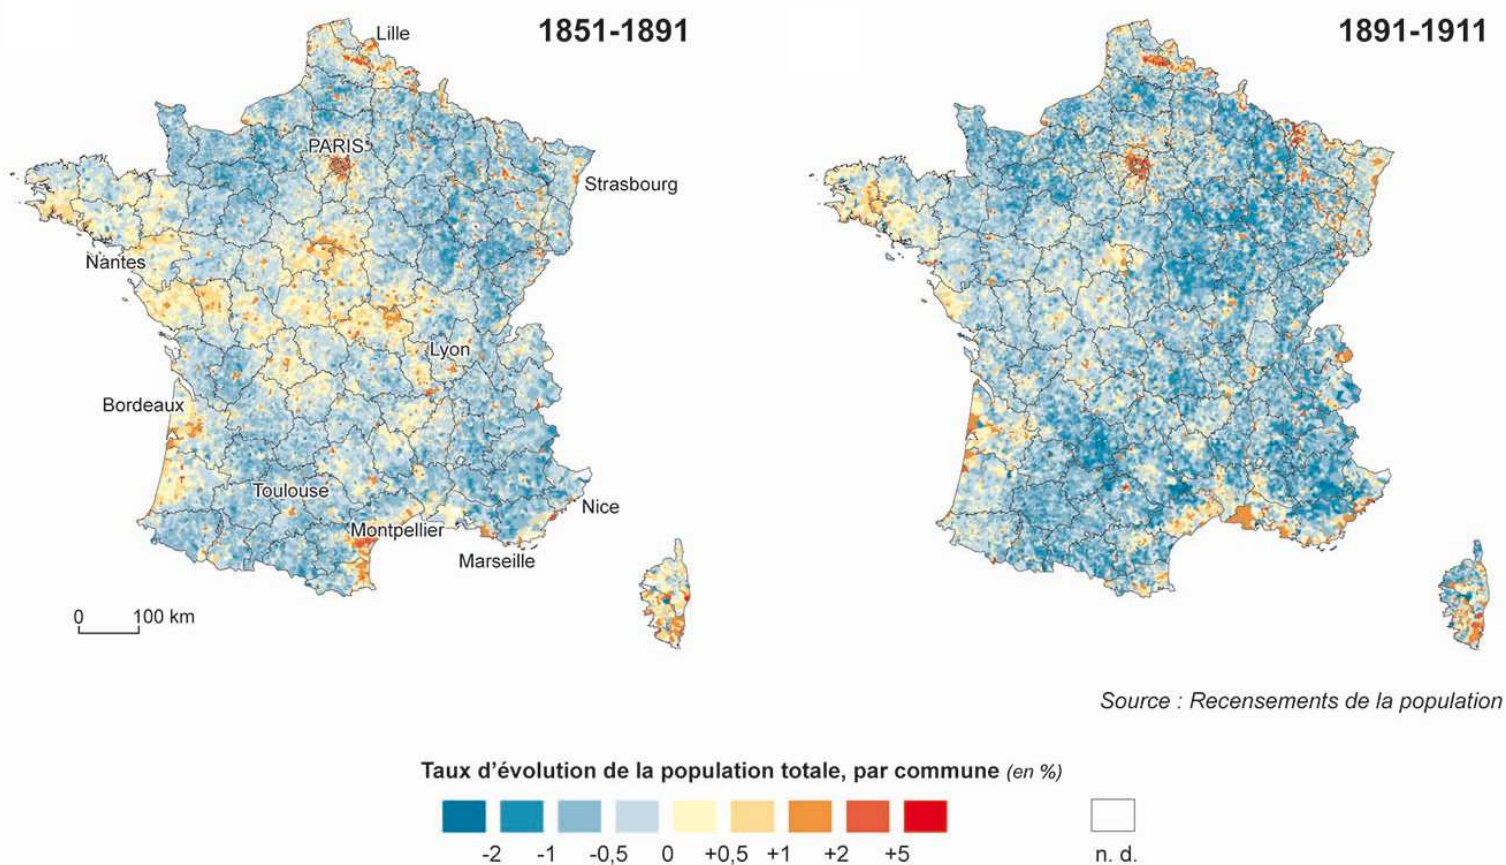 1851-1891
Lille
PARIS
Strasbourg
Nantes
Lyon
Bordeaux
Toulouse
Nice
Montpellier
Marseille
0 100 km
1891-1911
Source : Recensements de la population
Taux d’évolution de la population totale, par commune (en %)
-2 -1 -0,5 0 +0,5 +1 +2 +5 n. d.